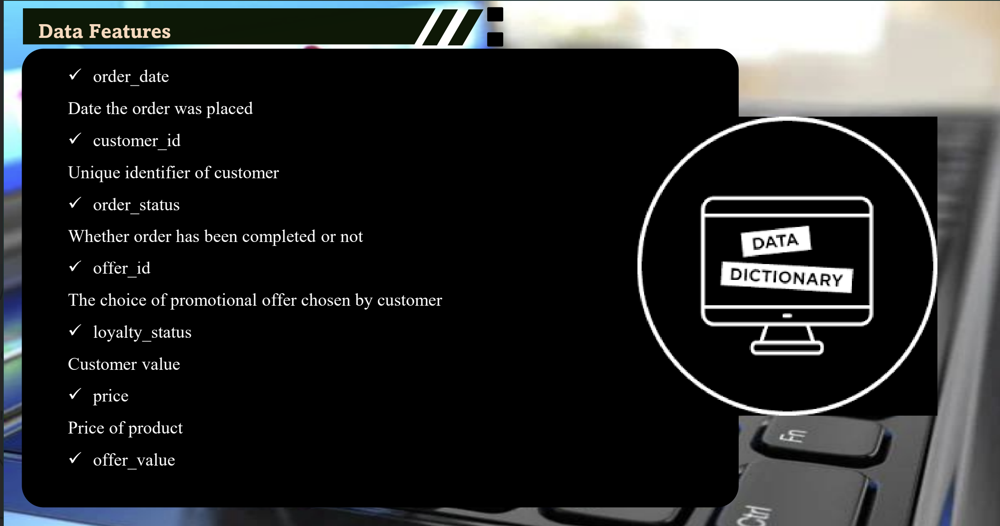 Data Features
✓ order_date
Date the order was placed
✓ customer_id
Unique identifier of customer
✓ order_status
Whether order has been completed or not
✓ offer_id
The choice of promotional offer chosen by customer
✓ loyalty_status
Customer value
✓ price
Price of product
✓ offer_value
DATA
DICTIONARY
Fn
Ctrl